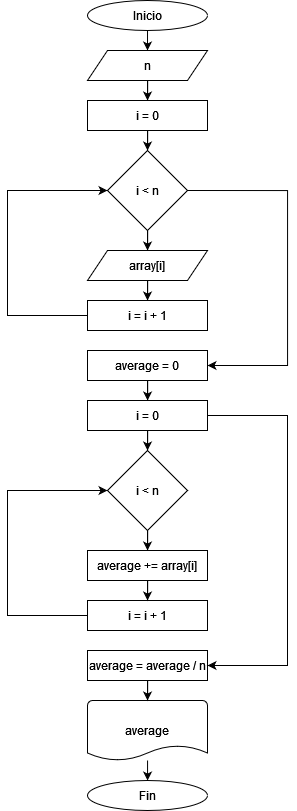 Inicio
n
i = 0
i < n
array[i]
i = i + 1
average = 0
i = 0
i < n
average += array[i]
i = i + 1
average = average / n
average
Fin